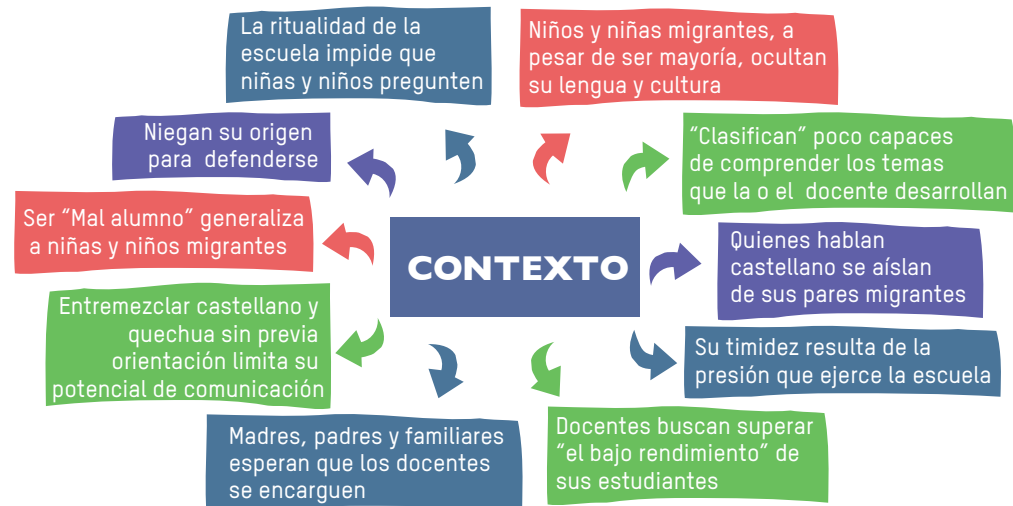 La ritualidad de la
escuela impide que
niñas y niños pregunten
Niños y niñas migrantes, a
pesar de ser mayoría, ocultan
su lengua y cultura
Niegan su origen
para defenderse
“Clasifican” poco capaces
de comprender los temas
que la o el docente desarrollan
Ser “Mal alumno” generaliza
a niñas y niños migrantes
CONTEXTO
Quienes hablan
castellano se aíslan
de sus pares migrantes
Entremezclar castellano y
quechua sin previa
orientación limita su
potencial de comunicación
Su timidez resulta de la
presión que ejerce la escuela
Madres, padres y familiares
esperan que los docentes
se encarguen
Docentes buscan superar
“el bajo rendimiento” de
sus estudiantes